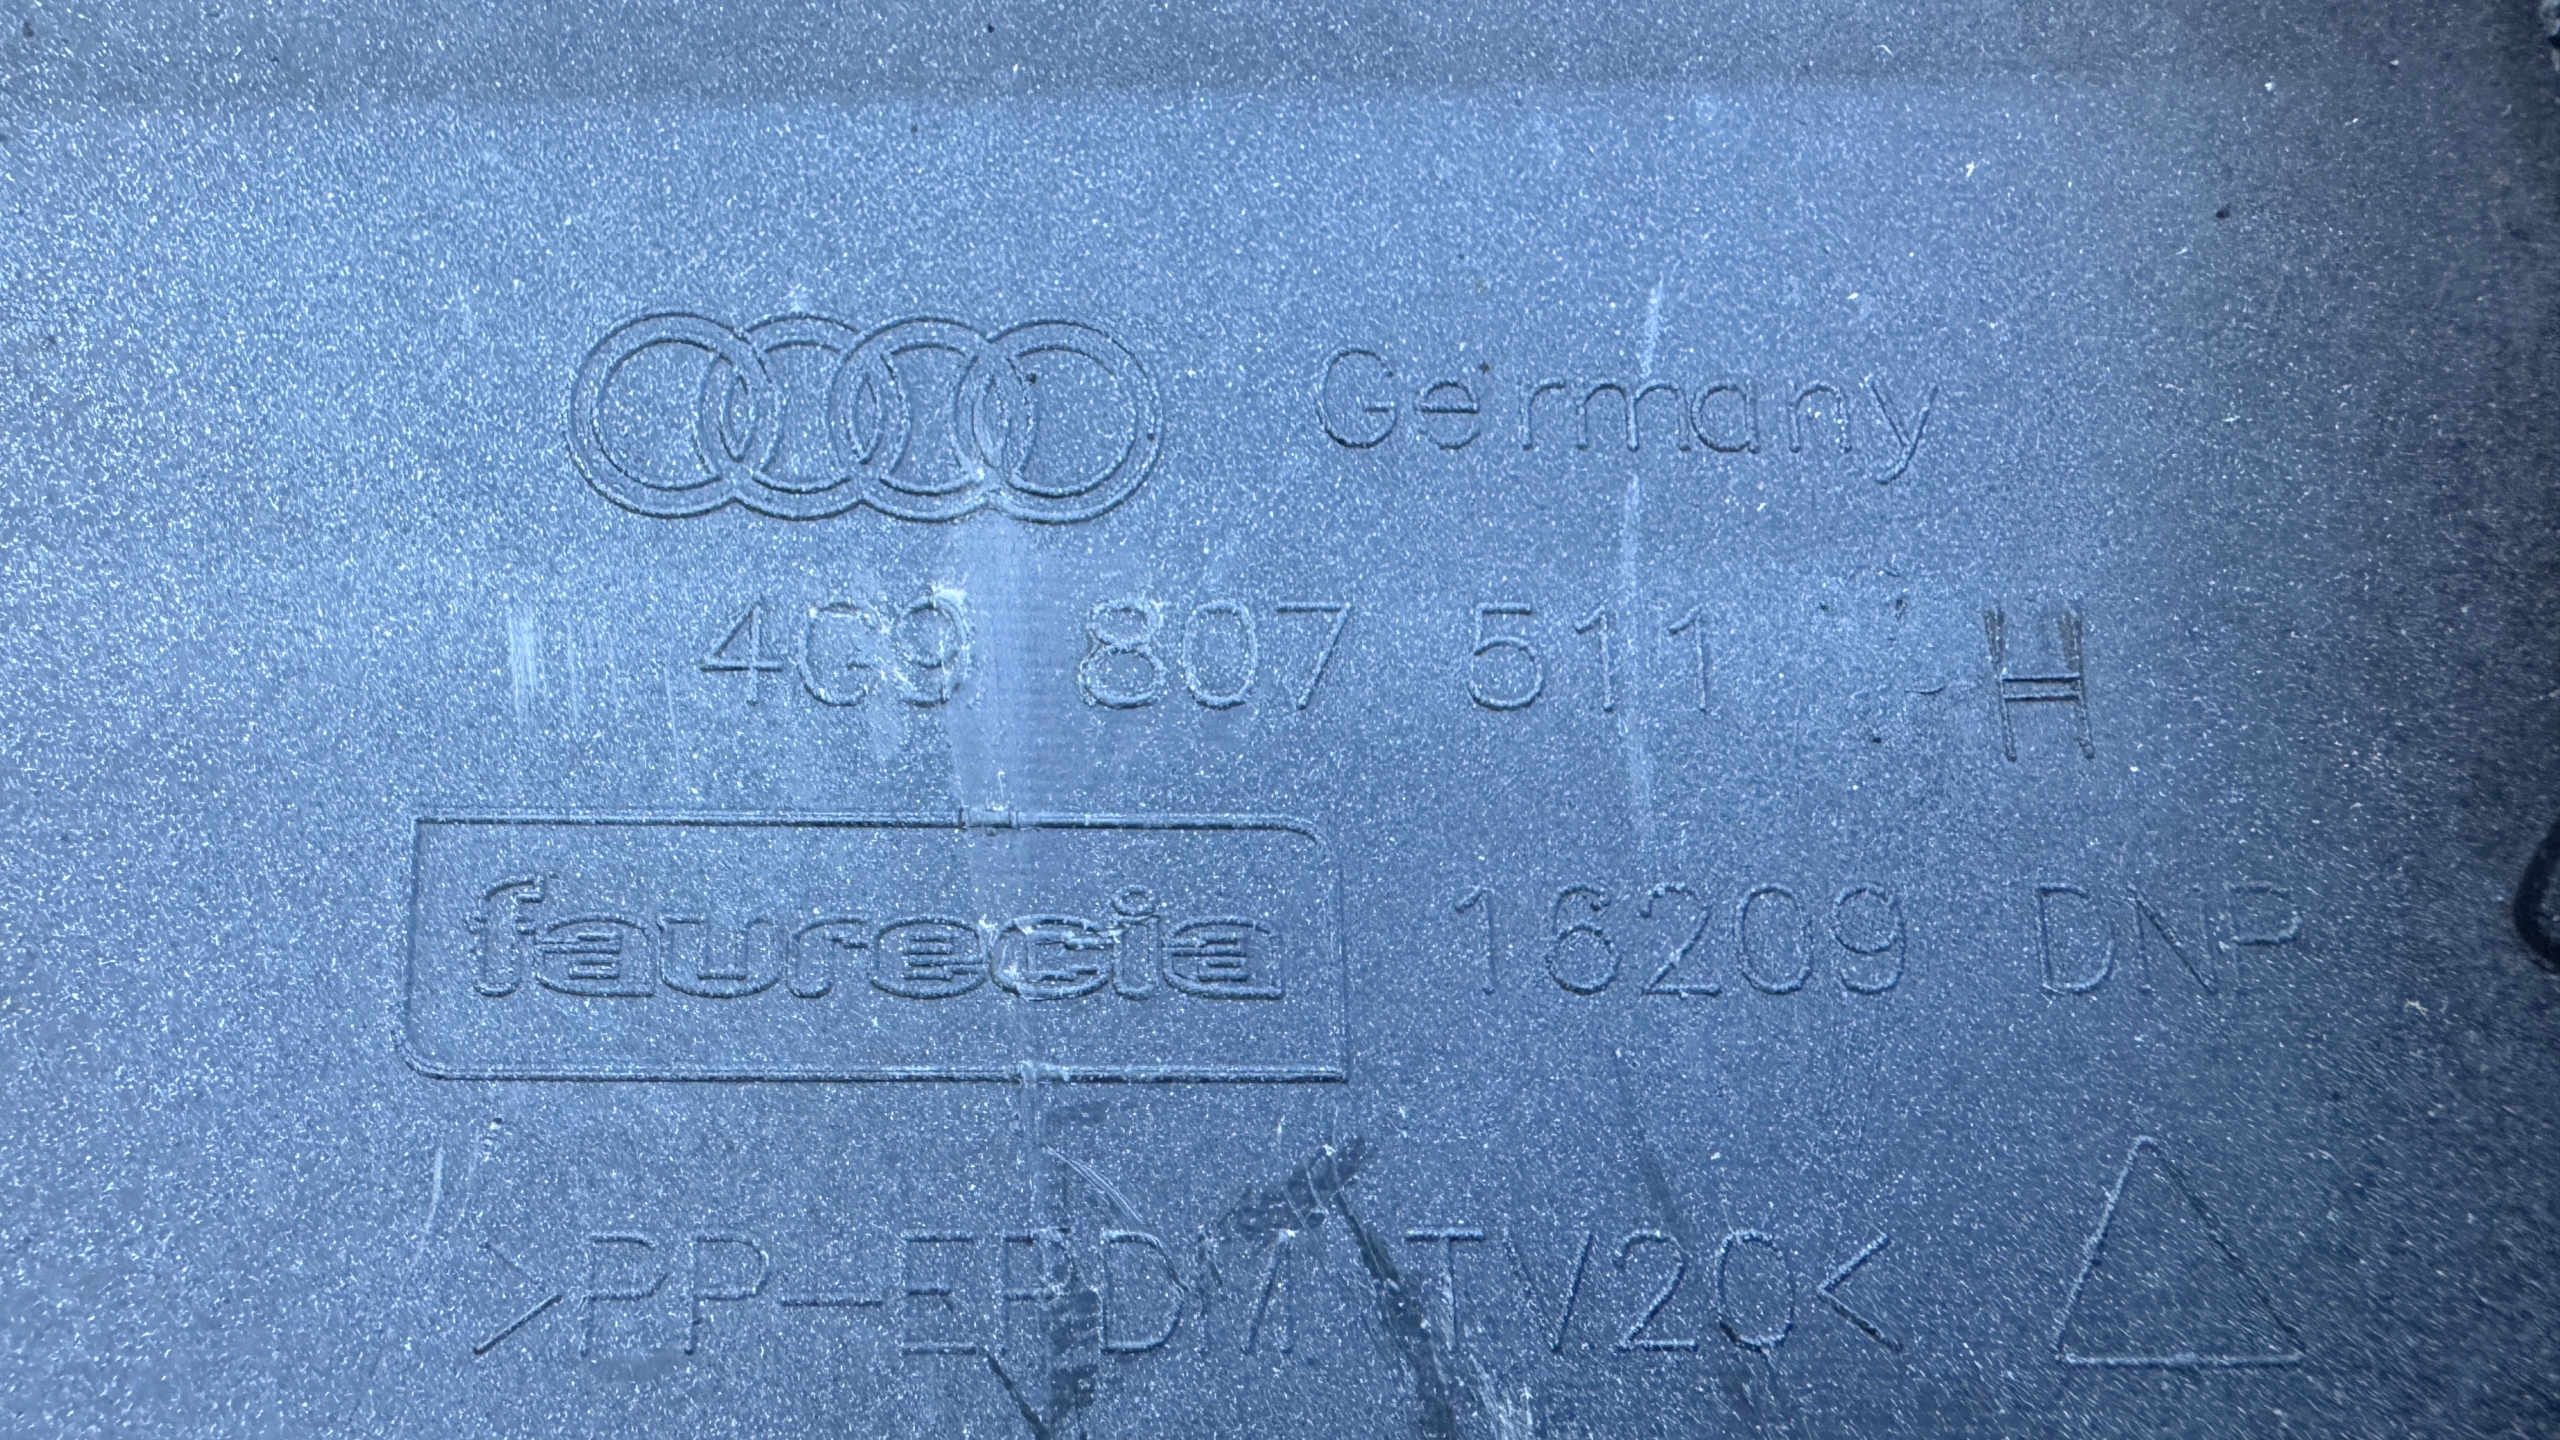 Germany
4G9 807 511 H
faurecia 16209 DNP
>PP-EPDM TV20<